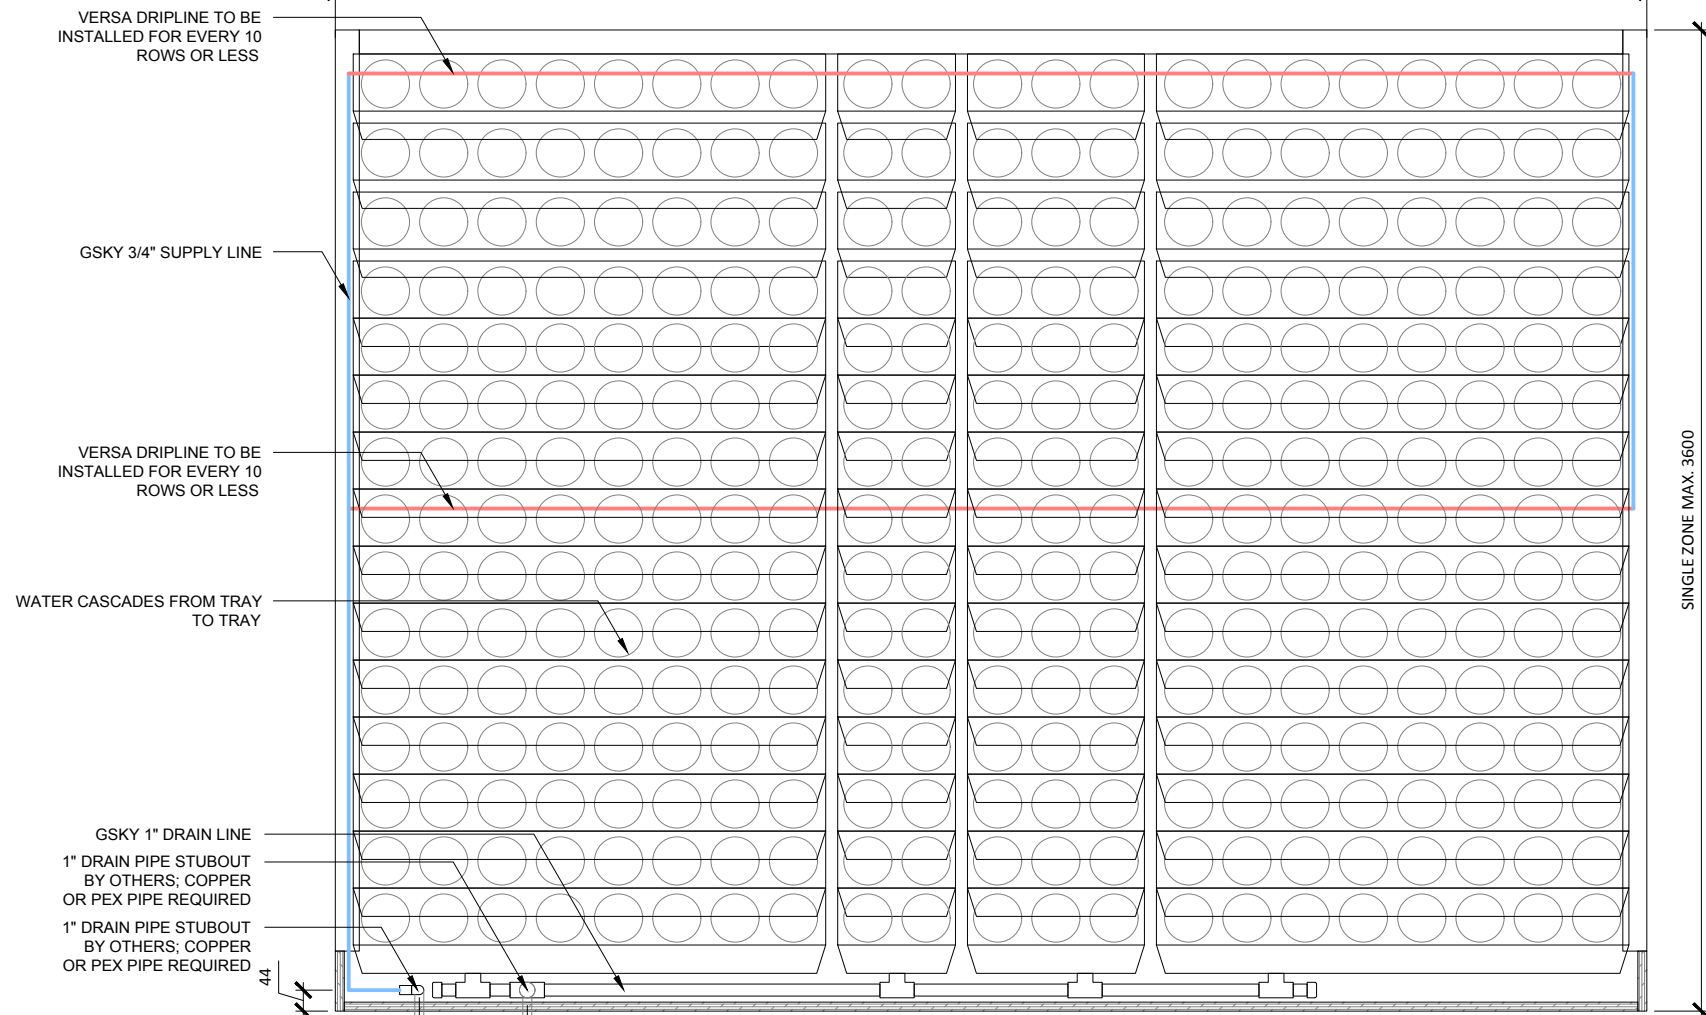 VERSA DRIPLINE TO BE
INSTALLED FOR EVERY 10
ROWS OR LESS
GSKY 3/4" SUPPLY LINE
VERSA DRIPLINE TO BE
INSTALLED FOR EVERY 10
ROWS OR LESS
WATER CASCADES FROM TRAY
TO TRAY
GSKY 1" DRAIN LINE
1" DRAIN PIPE STUBOUT
BY OTHERS; COPPER
OR PEX PIPE REQUIRED
1" DRAIN PIPE STUBOUT
BY OTHERS; COPPER
OR PEX PIPE REQUIRED
44
SINGLE ZONE MAX. 3600